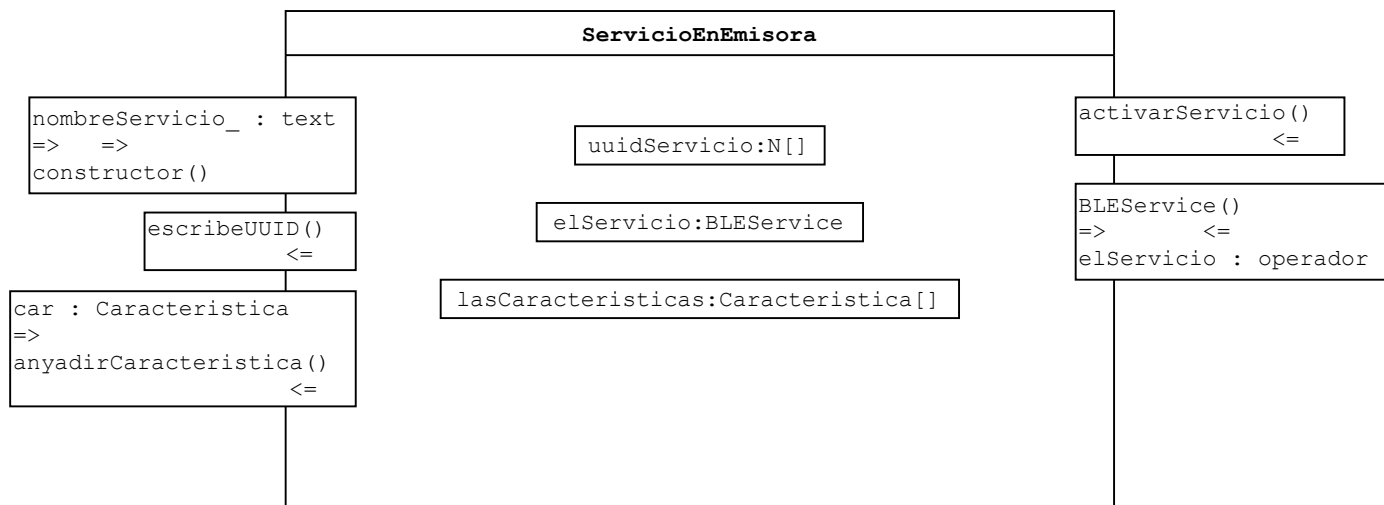 ServicioEnEmisora
nombreServicio_ : text
=> =>
constructor()
escribeUUID()
<=
car : Caracteristica
=>
anyadirCaracteristica()
<=
uuidServicio:N[]
elServicio:BLEService
lasCaracteristicas:Caracteristica[]
activarServicio()
<=
BLEService()
=> <=
elServicio : operador